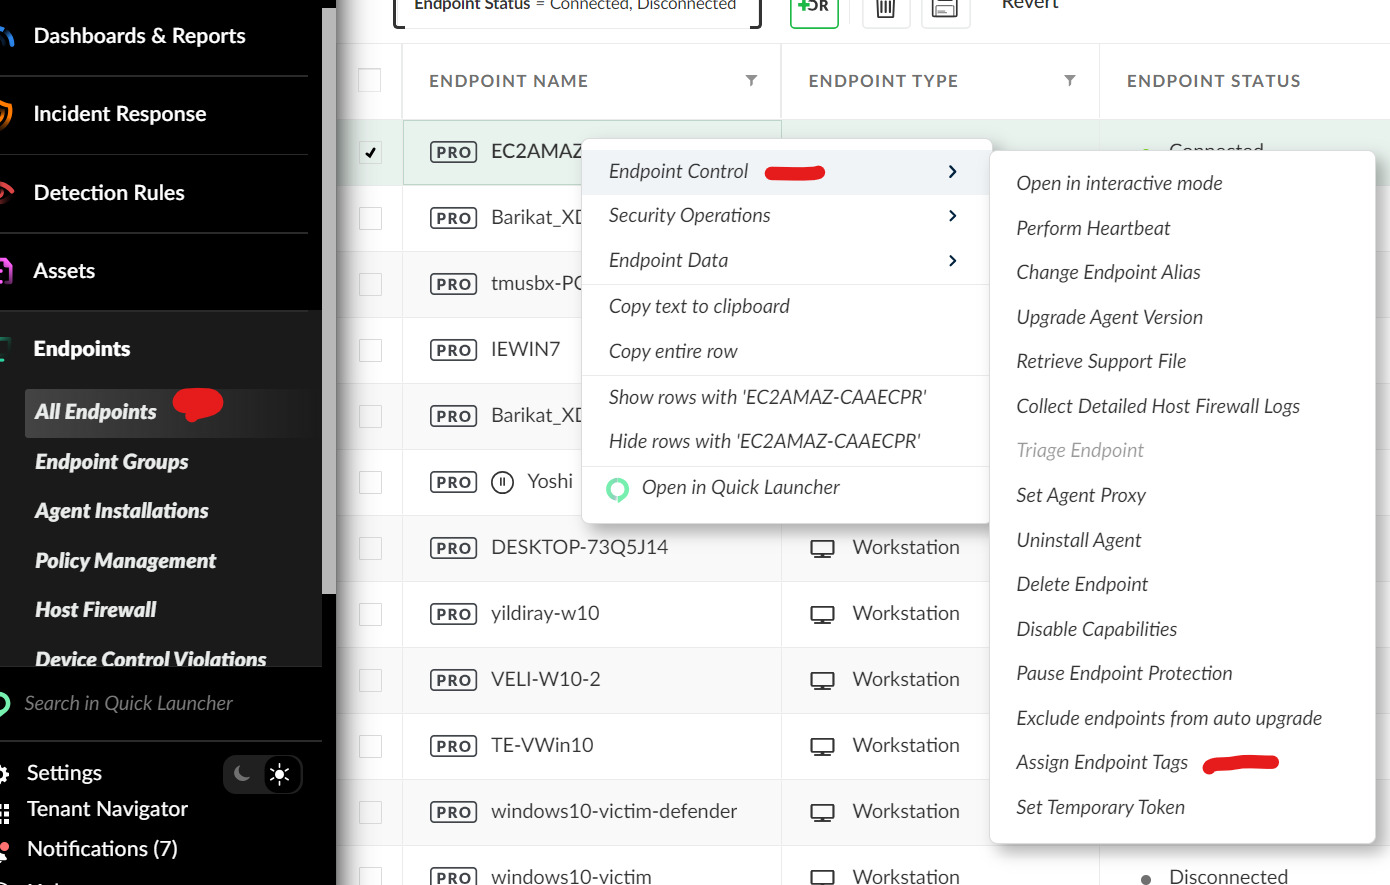 Dashboards & Reports
Incident Response
Detection Rules
Assets
Endpoints
All Endpoints
Endpoint Groups
Agent Installations
Policy Management
Host Firewall
Device Control Violations
Search in Quick Launcher
Settings
Tenant Navigator
Notifications (7)
Endpoint Status = Connected, Disconnected
Revert
ENDPOINT NAME
ENDPOINT TYPE
ENDPOINT STATUS
PRO EC2AMAZ
Connected
PRO Barikat_XD
PRO tmusbx-PC
PRO IEWIN7
PRO Barikat_XD
PRO Yoshi
PRO DESKTOP-73Q5J14 Workstation
PRO yildiray-w10 Workstation
PRO VELI-W10-2 Workstation
PRO TE-VWin10 Workstation
PRO windows10-victim-defender Workstation
PRO windows10-victim Workstation Disconnected
Endpoint Control
Security Operations
Endpoint Data
Copy text to clipboard
Copy entire row
Show rows with 'EC2AMAZ-CAAECPR'
Hide rows with 'EC2AMAZ-CAAECPR'
Open in Quick Launcher
Open in interactive mode
Perform Heartbeat
Change Endpoint Alias
Upgrade Agent Version
Retrieve Support File
Collect Detailed Host Firewall Logs
Triage Endpoint
Set Agent Proxy
Uninstall Agent
Delete Endpoint
Disable Capabilities
Pause Endpoint Protection
Exclude endpoints from auto upgrade
Assign Endpoint Tags
Set Temporary Token